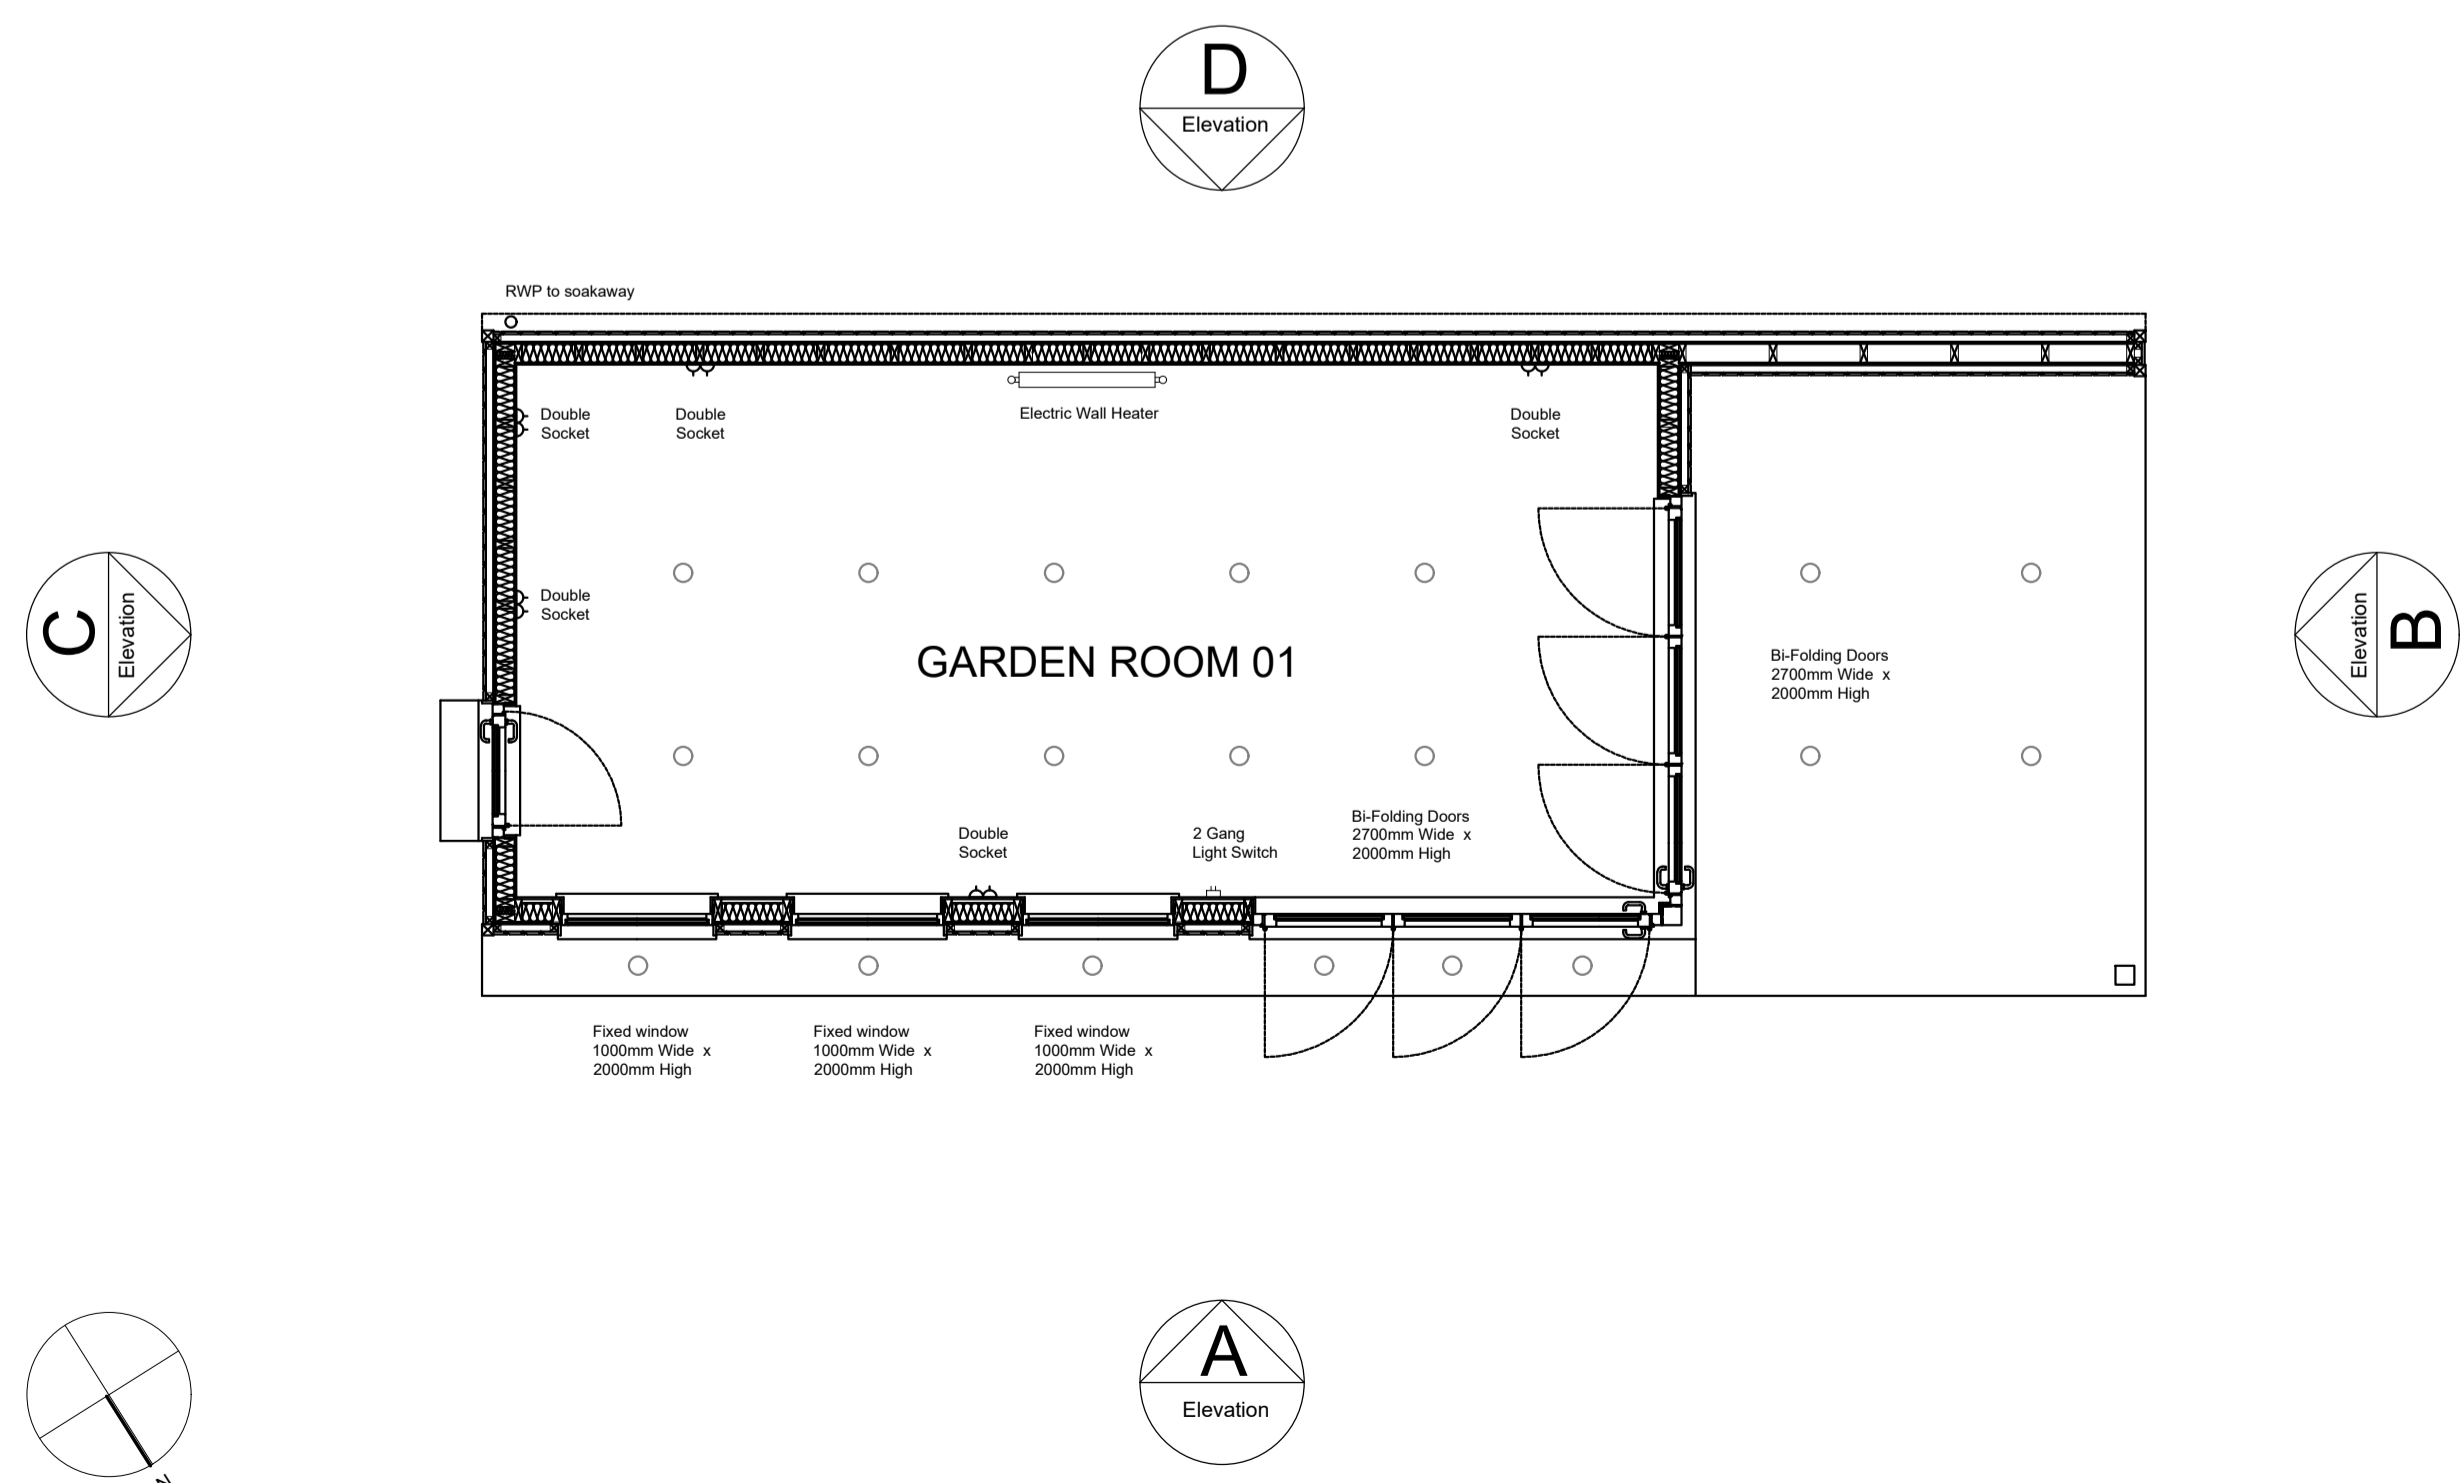 D
Elevation
RWP to soakaway
Double
Socket
Double
Socket
Electric Wall Heater
Double
Socket
C
Elevation
Double
Socket
GARDEN ROOM 01
Bi-Folding Doors
2700mm Wide x
2000mm High
Elevation
B
Double
Socket
2 Gang
Light Switch
Bi-Folding Doors
2700mm Wide x
2000mm High
Fixed window
1000mm Wide x
2000mm High
Fixed window
1000mm Wide x
2000mm High
Fixed window
1000mm Wide x
2000mm High
A
Elevation
N